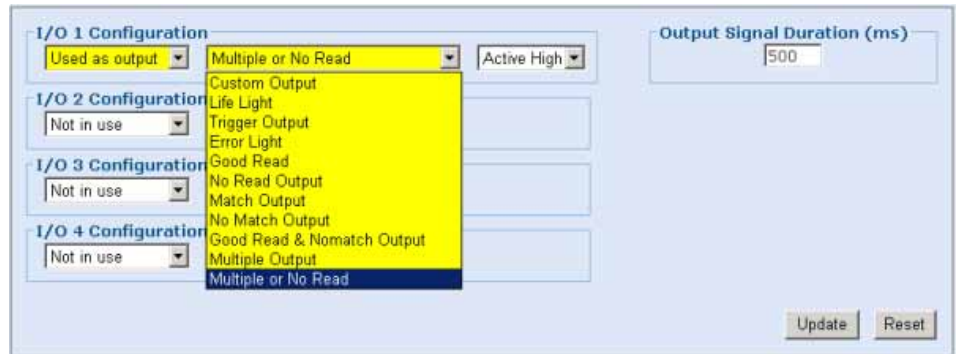 I/O 1 Configuration
Used as output
Multiple or No Read
Active High
Output Signal Duration (ms)
500
Custom Output
Life Light
Trigger Output
Error Light
Good Read
No Read Output
Match Output
No Match Output
Good Read & Nomatch Output
Multiple Output
Multiple or No Read
I/O 2 Configuration
Not in use
I/O 3 Configuration
Not in use
I/O 4 Configuration
Not in use
Update
Reset